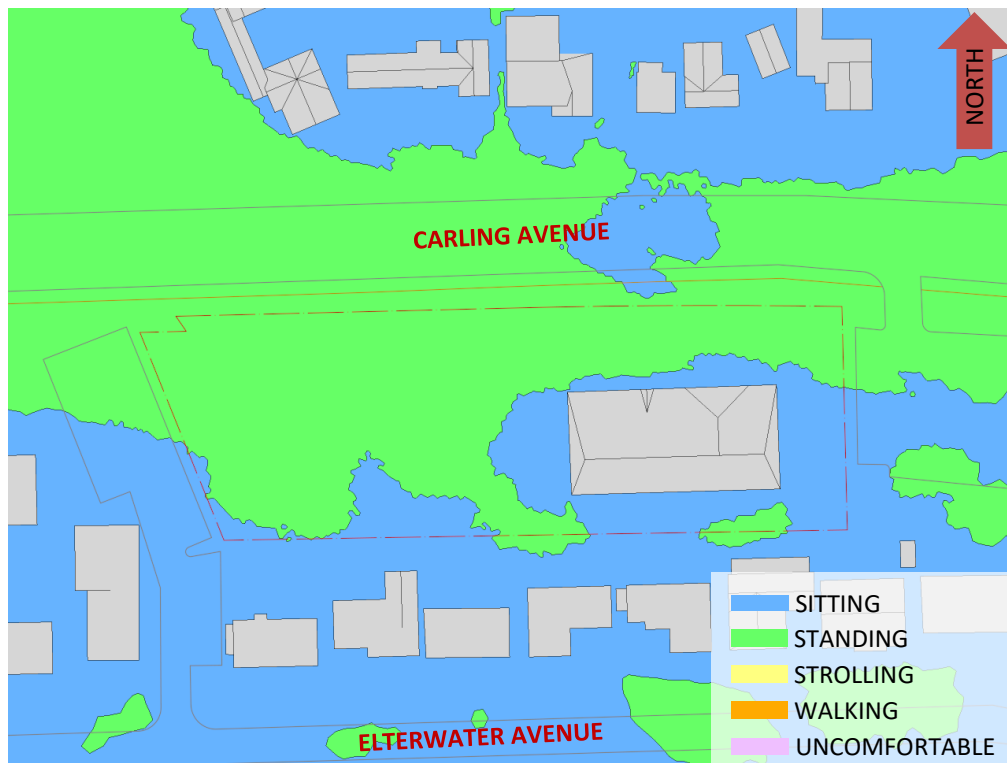 NORTH
CARLING AVENUE
SITTING
STANDING
STROLLING
WALKING
UNCOMFORTABLE
ELTERWATER AVENUE